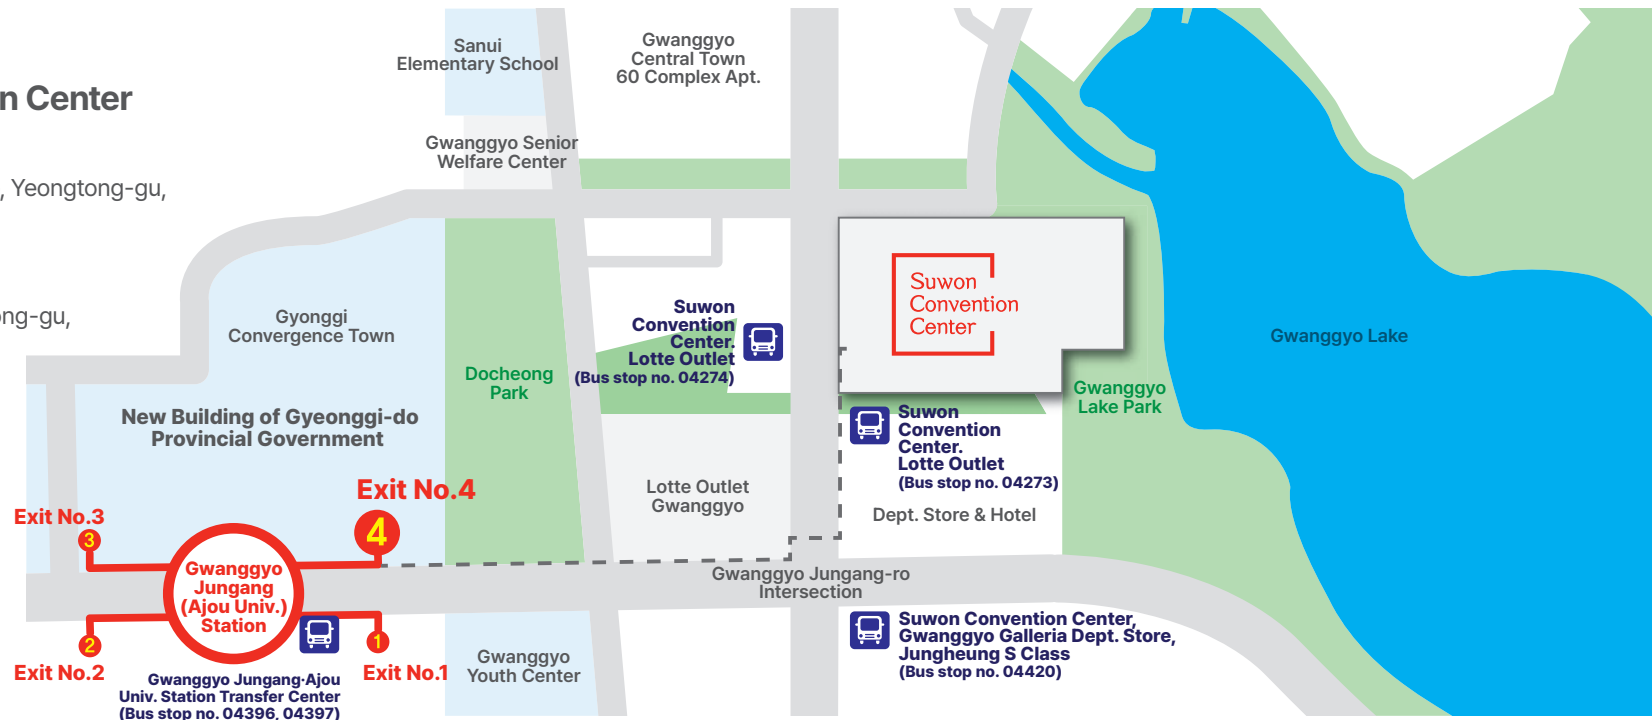 n Center
, Yeongtong-gu,
ong-gu,
Sanui
Elementary School
Gwanggyo
Central Town
60 Complex Apt.
Gwanggyo Senior
Welfare Center
Gyonggi
Convergence Town
Docheong
Park
Suwon
Convention
Center.
Lotte Outlet
(Bus stop no. 04274)
Suwon
Convention
Center
Gwanggyo Lake
Gwanggyo
Lake Park
New Building of Gyeonggi-do
Provincial Government
Suwon
Convention
Center.
Lotte Outlet
(Bus stop no. 04273)
Lotte Outlet
Gwanggyo
Dept. Store & Hotel
Exit No.4
4
Exit No.3
3
Gwanggyo
Jungang
(Ajou Univ.)
Station
Gwanggyo Jungang-ro
Intersection
2
Exit No.2
1
Exit No.1
Gwanggyo Jungang·Ajou
Univ. Station Transfer Center
(Bus stop no. 04396, 04397)
Gwanggyo
Youth Center
Suwon Convention Center,
Gwanggyo Galleria Dept. Store,
Jungheung S Class
(Bus stop no. 04420)